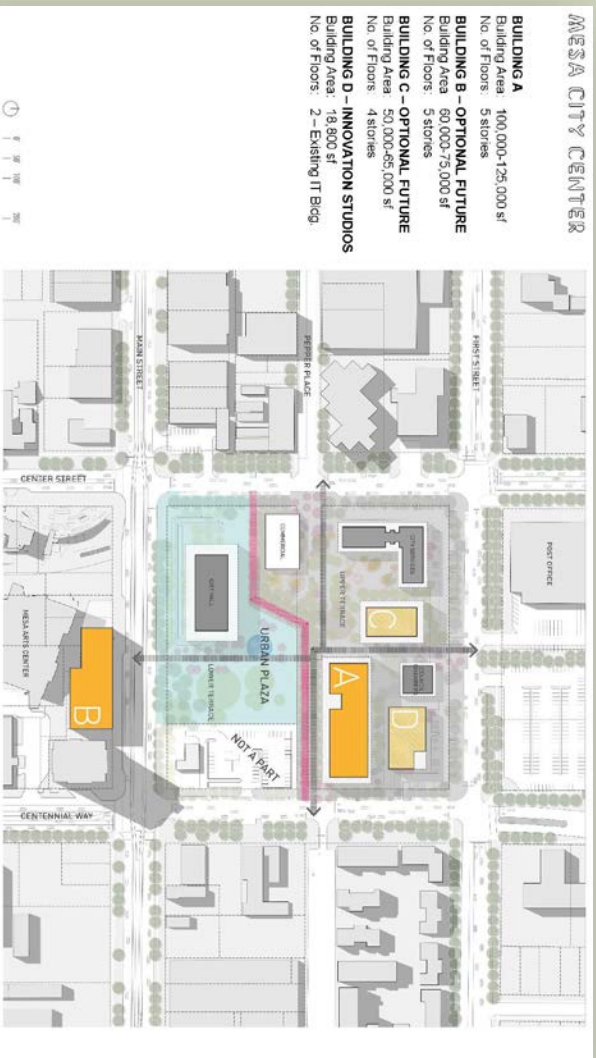 MESA CITY CENTER
BUILDING A
Building Area: 100,000-125,000 sf
No. of Floors: 5 stories
BUILDING B – OPTIONAL FUTURE
Building Area 60,000-75,000 sf
No. of Floors: 5 stories
BUILDING C – OPTIONAL FUTURE
Building Area: 50,000-65,000 sf
No. of Floors: 4 stories
BUILDING D – INNOVATION STUDIOS
Building Area: 18,800 sf
No. of Floors: 2 – Existing IT Bldg.
FIRST STREET
PEPPER PLACE
MAIN STREET
CENTER STREET
POST OFFICE
CITY SERVICES
UPPER TERRACE
COMMERCIAL
C
D
A
CITY HALL
URBAN PLAZA
LOWER TERRACE
NOT A PART
MESA ARTS CENTER
B
CENTENNIAL WAY